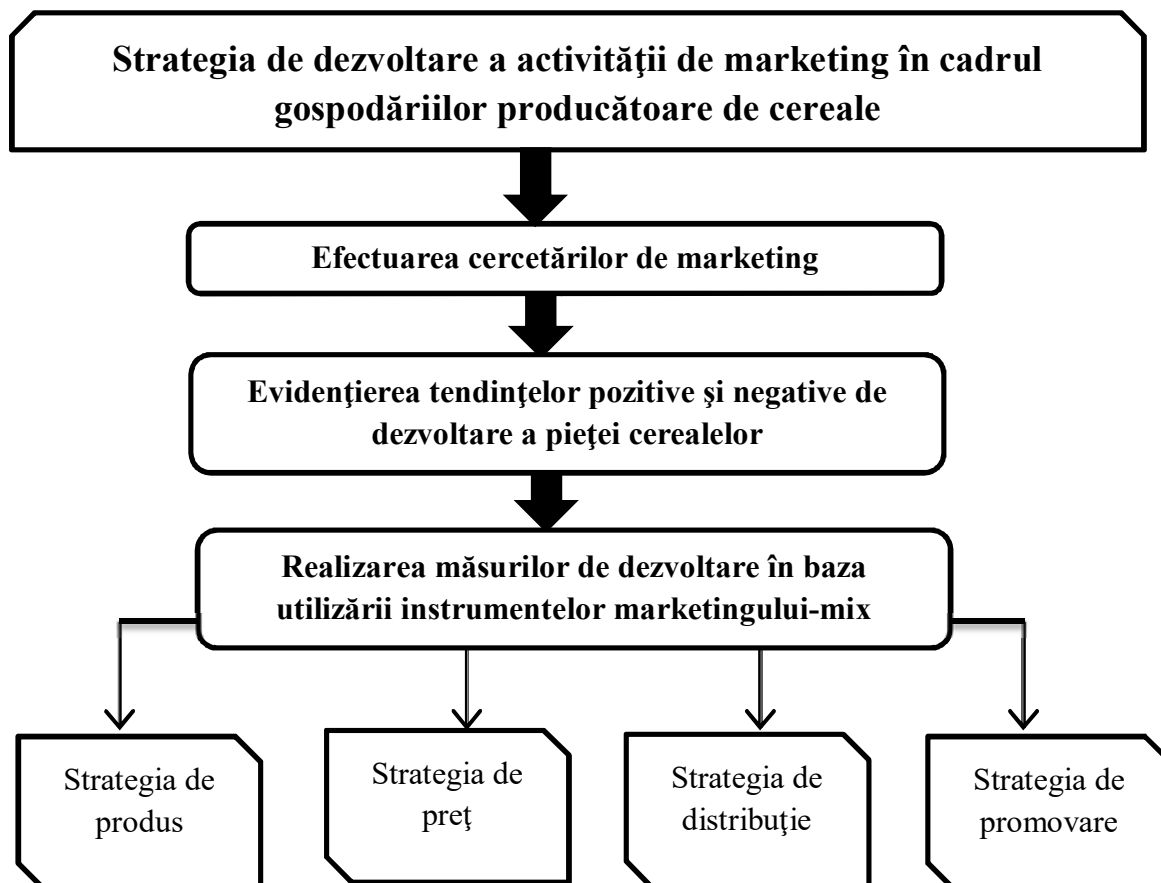 Strategia de dezvoltare a activităţii de marketing în cadrul
gospodăriilor producătoare de cereale
Efectuarea cercetărilor de marketing
Evidenţierea tendinţelor pozitive şi negative de
dezvoltare a pieţei cerealelor
Realizarea măsurilor de dezvoltare în baza
utilizării instrumentelor marketingului-mix
Strategia de
produs
Strategia de
preţ
Strategia de
distribuţie
Strategia de
promovare